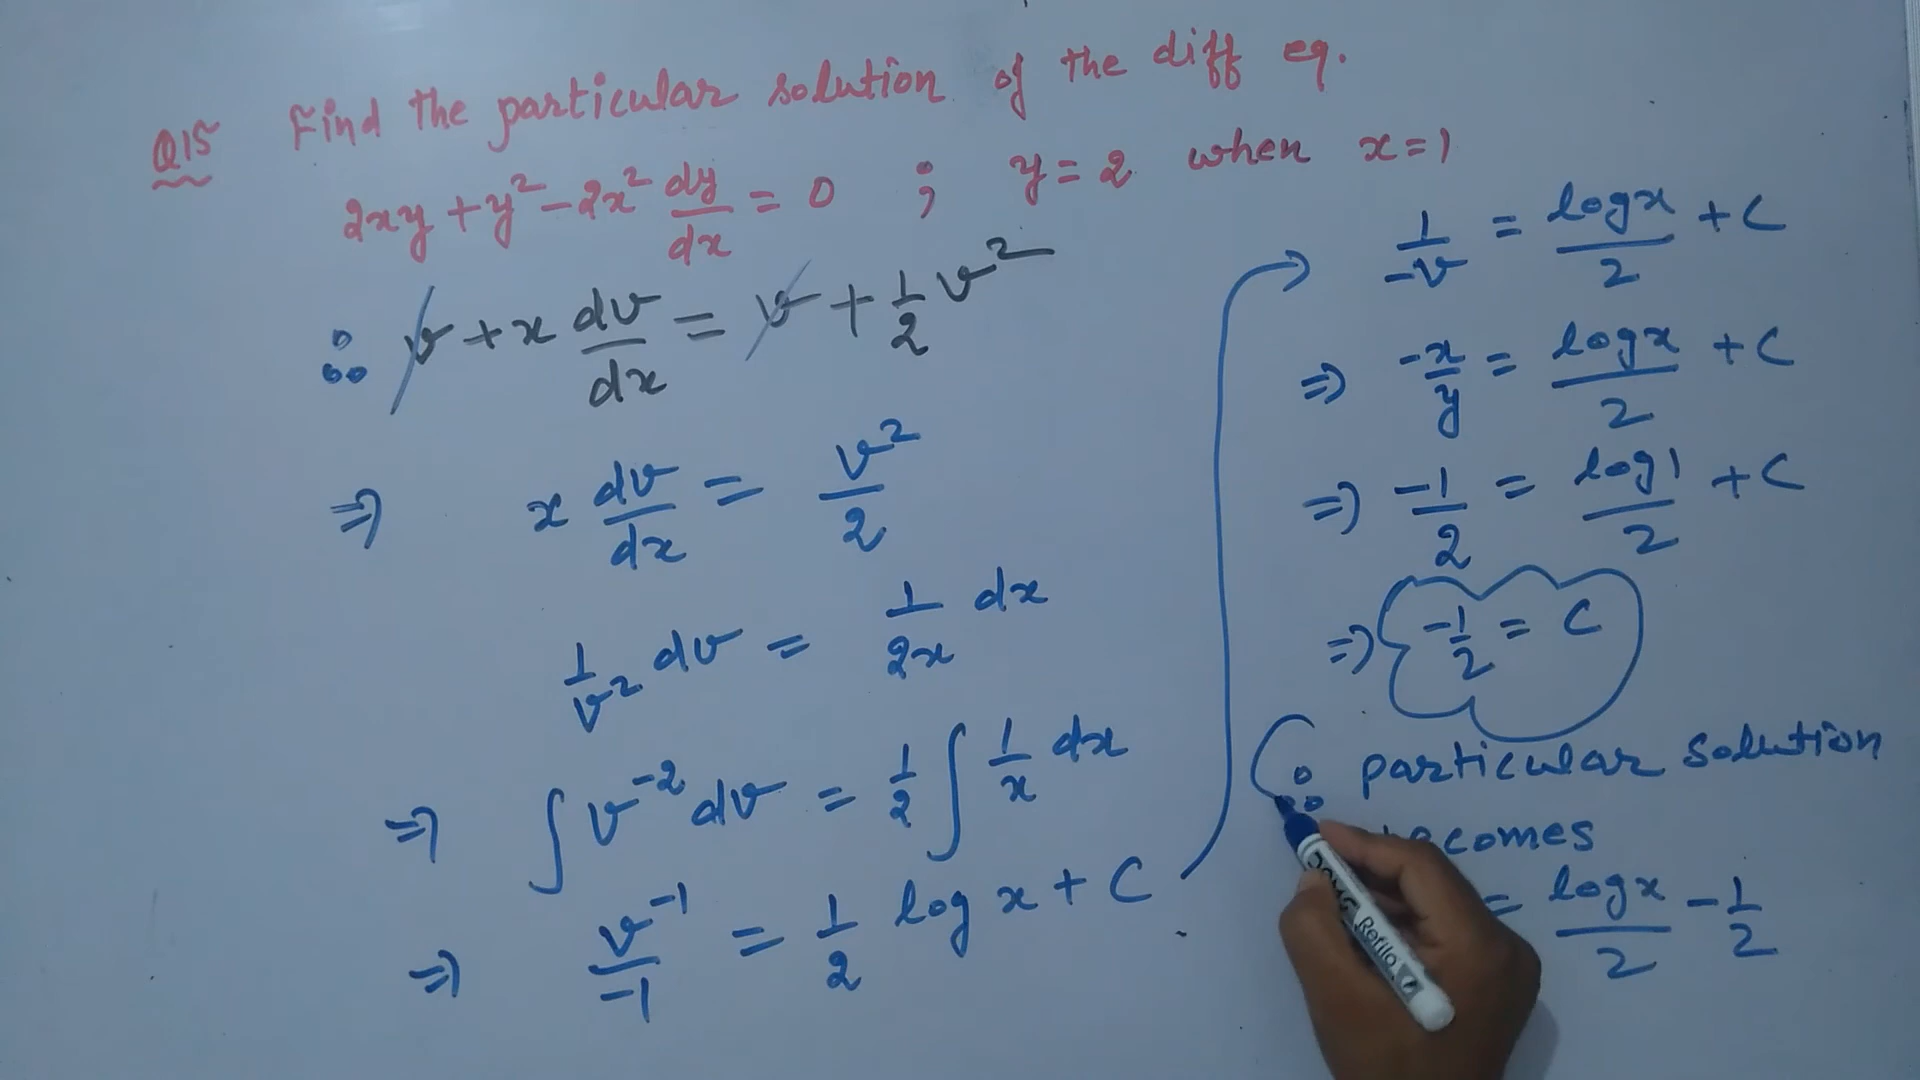 Q15 Find the particular solution of the diff eq.
2xy + y² - 2x² dy/dx = 0 ; y = 2 when x = 1
∴ v + x dv/dx = v + 1/2 v²
⇒ x dv/dx = v²/2
1/v² dv = 1/2x dx
⇒ ∫ v⁻² dv = 1/2 ∫ 1/x dx
⇒ v⁻¹/-1 = 1/2 log x + C
1/-v = log x/2 + C
⇒ -x/y = log x/2 + C
⇒ -1/2 = log 1/2 + C
⇒ -1/2 = C
∴ particular solution
becomes
= log x/2 - 1/2
DOMS Refilo